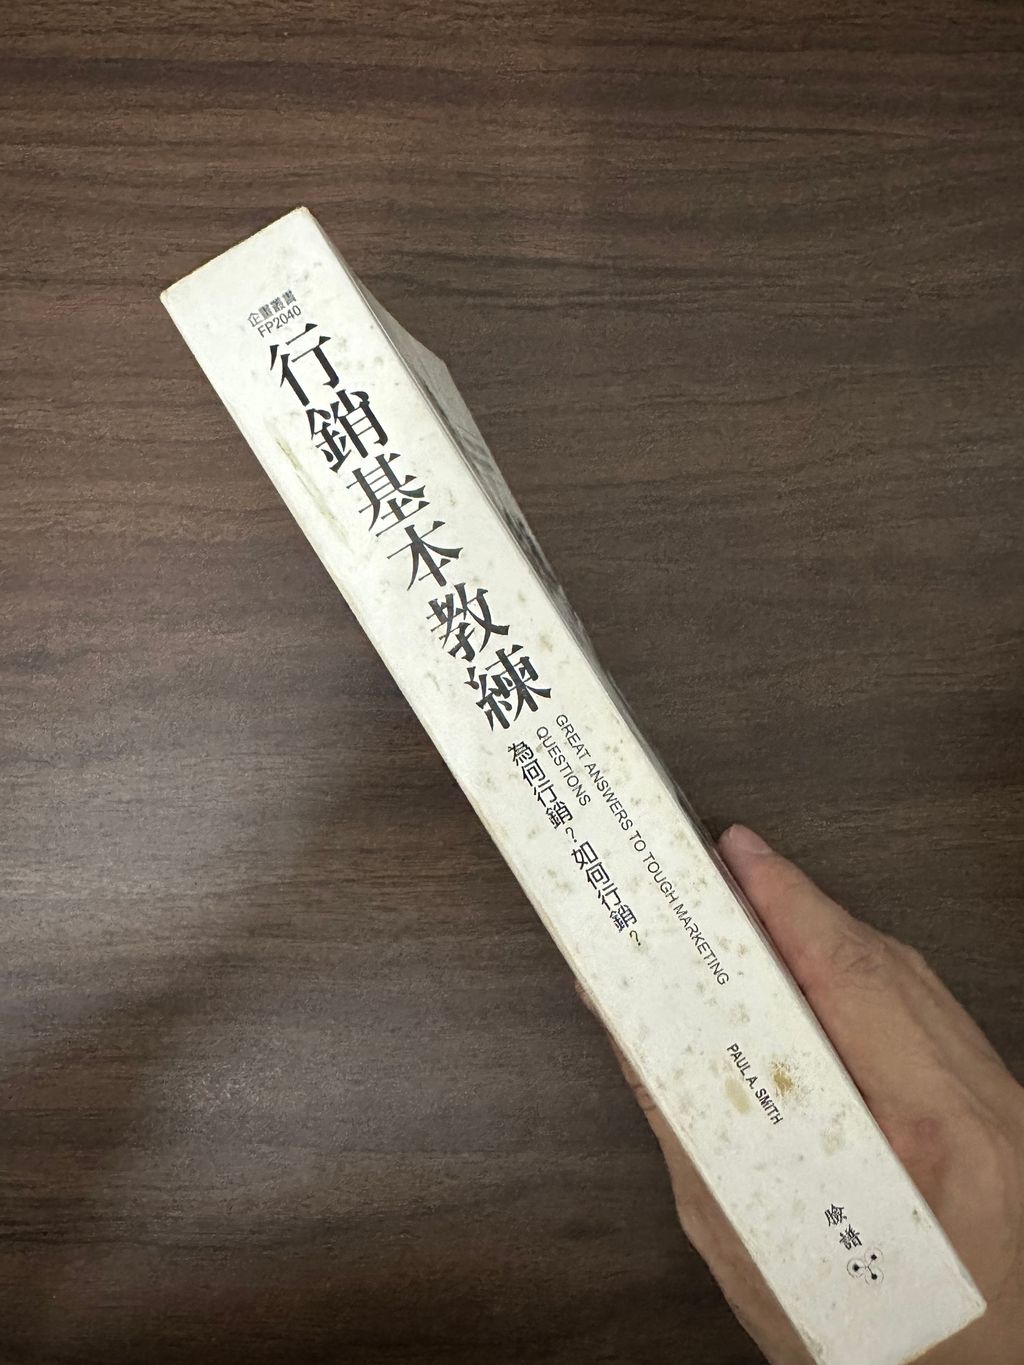 企畫叢書
FP2040
行銷基本教練
GREAT ANSWERS TO TOUGH MARKETING
QUESTIONS
為何行銷？如何行銷？
PAUL A. SMITH
臉譜